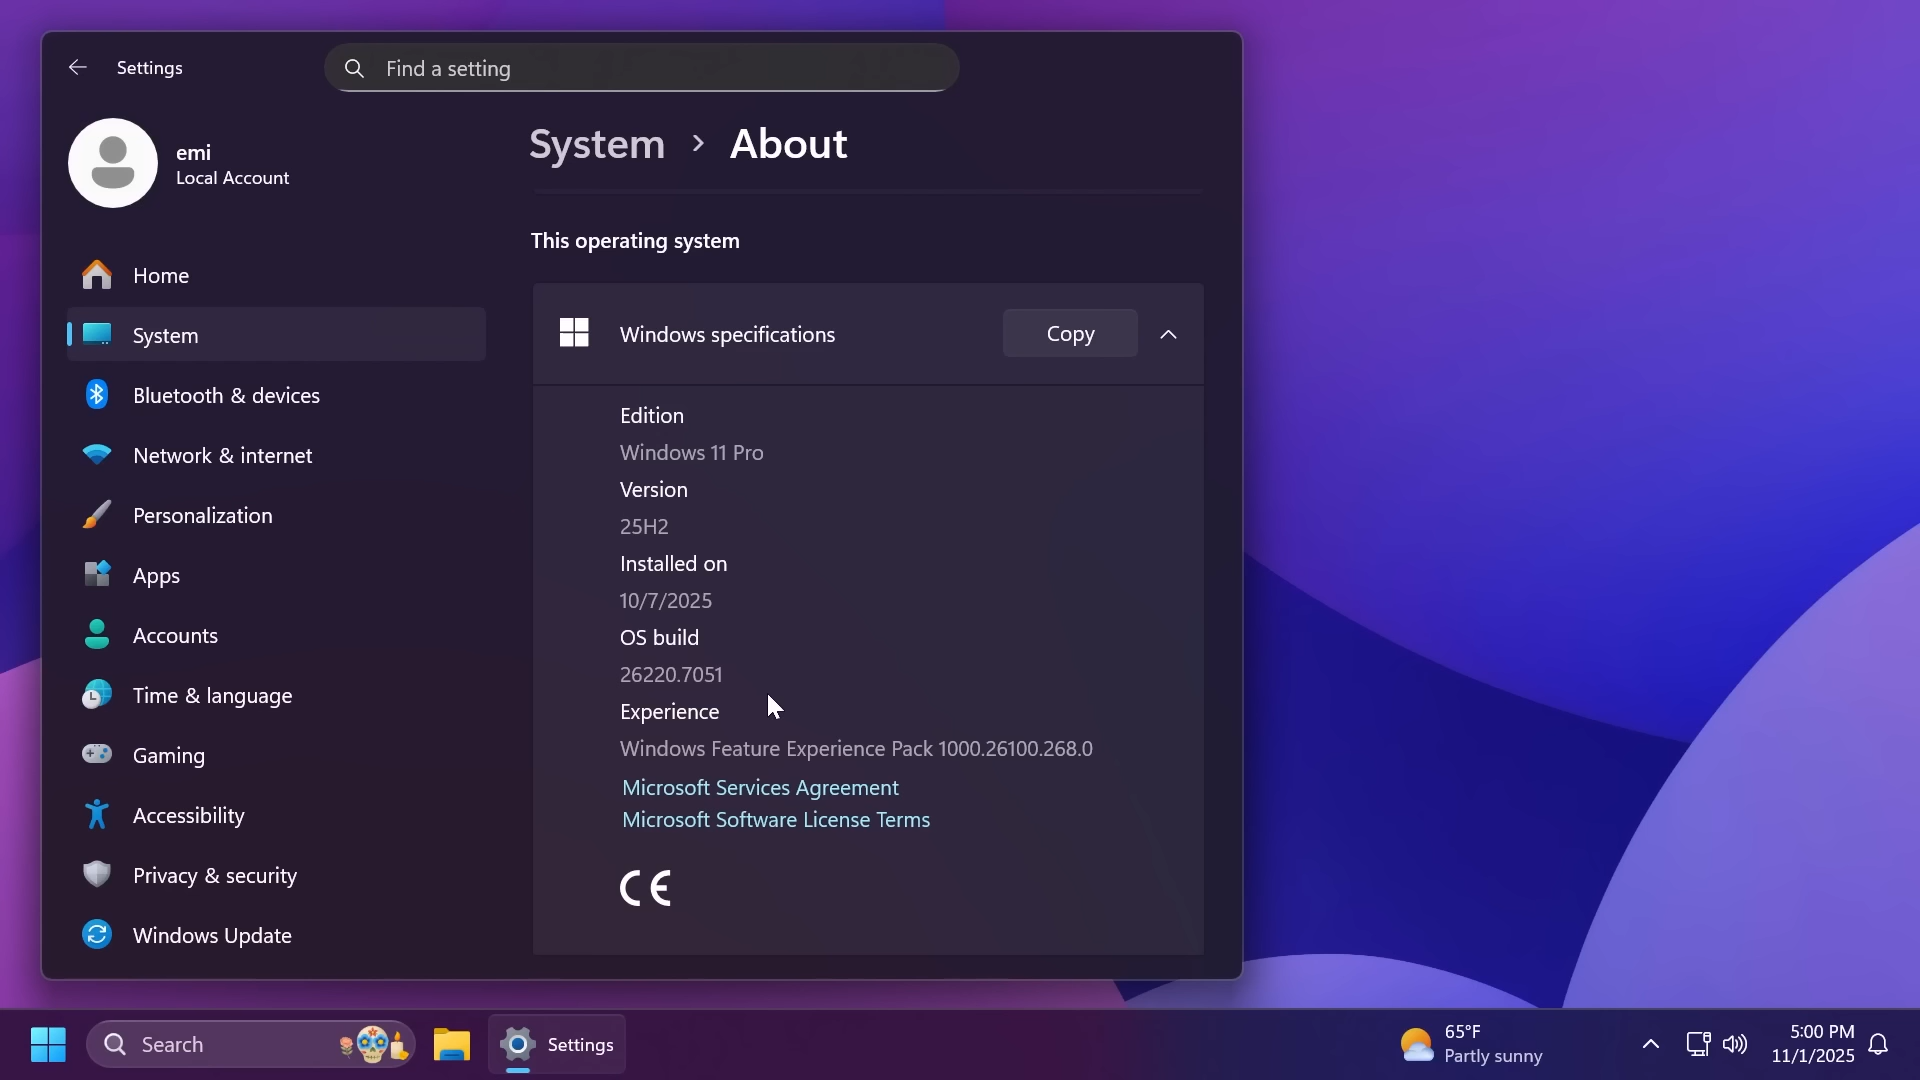 Settings
Find a setting
emi
Local Account
Home
System
Bluetooth & devices
Network & internet
Personalization
Apps
Accounts
Time & language
Gaming
Accessibility
Privacy & security
Windows Update
System > About
This operating system
Windows specifications
Copy
Edition
Windows 11 Pro
Version
25H2
Installed on
10/7/2025
OS build
26220.7051
Experience
Windows Feature Experience Pack 1000.26100.268.0
Microsoft Services Agreement
Microsoft Software License Terms
CE
Search
Settings
65°F
Partly sunny
5:00 PM
11/1/2025